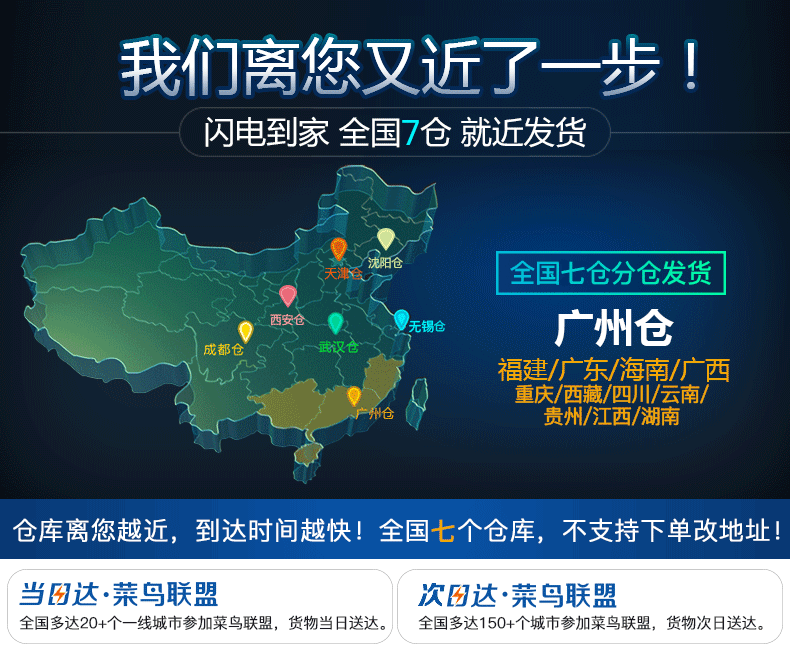 我们离您又近了一步！
闪电到家 全国7仓 就近发货
沈阳仓
天津仓
西安仓
无锡仓
武汉仓
成都仓
广州仓
全国七仓分仓发货
广州仓
福建/广东/海南/广西
重庆/西藏/四川/云南/
贵州/江西/湖南
仓库离您越近，到达时间越快！全国七个仓库，不支持下单改地址！
当日达·菜鸟联盟
全国多达20+个一线城市参加菜鸟联盟，货物当日送达。
次日达·菜鸟联盟
全国多达150+个城市参加菜鸟联盟，货物次日送达。